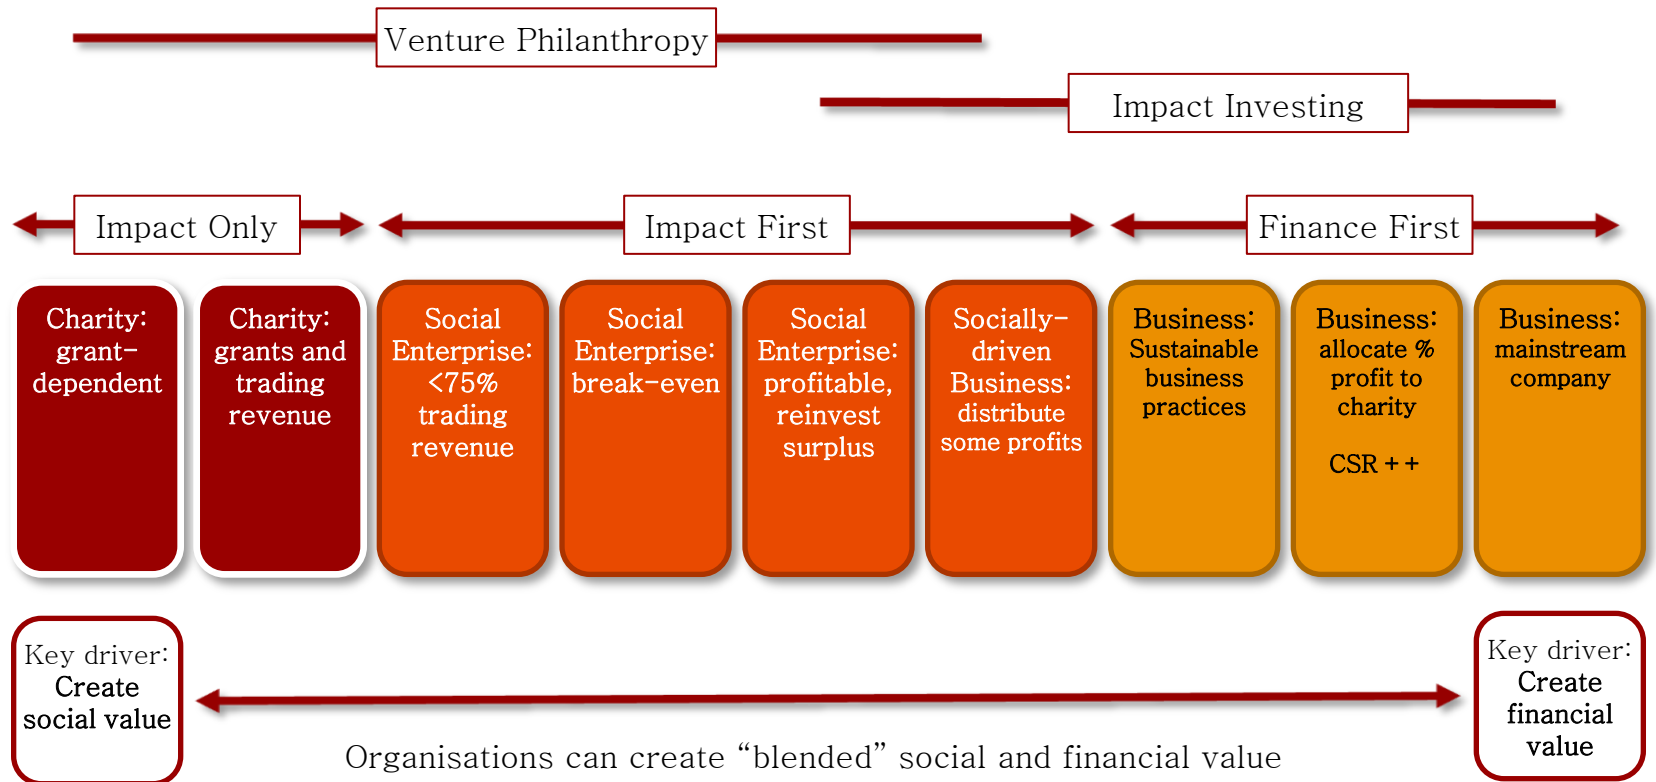 Venture Philanthropy
Impact Investing
Impact Only
Impact First
Finance First
Charity:
grant-
dependent
Charity:
grants and
trading
revenue
Social
Enterprise:
<75%
trading
revenue
Social
Enterprise:
break-even
Social
Enterprise:
profitable,
reinvest
surplus
Socially-
driven
Business:
distribute
some profits
Business:
Sustainable
business
practices
Business:
allocate %
profit to
charity
CSR + +
Business:
mainstream
company
Key driver:
Create
social value
Key driver:
Create
financial
value
Organisations can create “blended” social and financial value